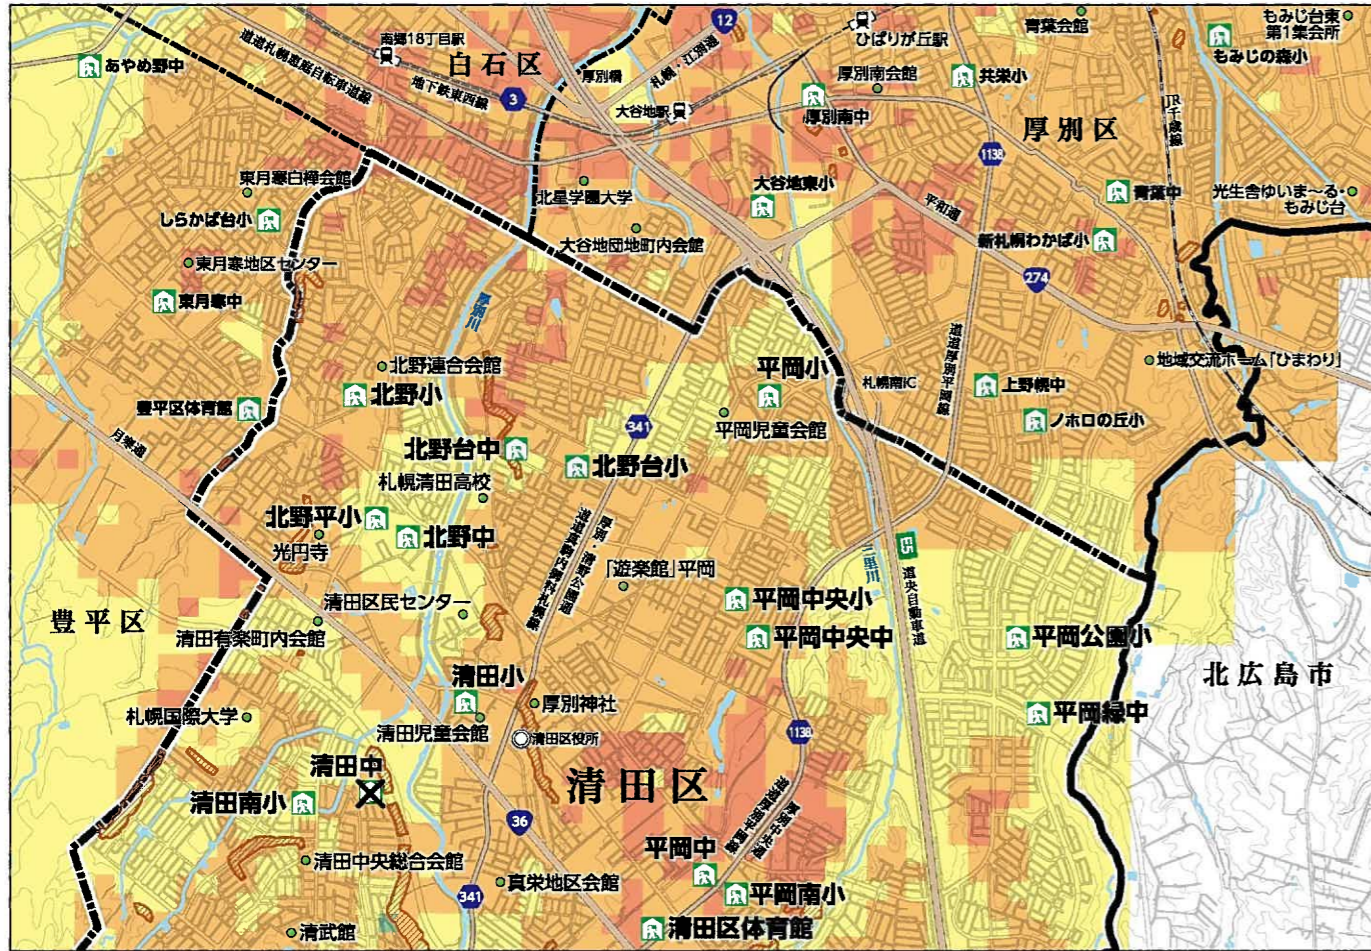 もみじ台東
第1集会所
青葉会館
12
ひばりが丘駅
もみじの森小
南郷18丁目駅
あやめ野中
白石区
厚別橋
札幌・江別通
道道札幌恵庭自転車道線
地下鉄東西線
3
大谷地駅
厚別南会館
共栄小
厚別南中
厚別区
JR千歳線
1138
東月寒白樺会館
北星学園大学
大谷地東小
青葉中
光生舎ゆいま～る・
もみじ台
しらかば台小
大谷地団地町内会館
平和通
新札幌わかば小
東月寒地区センター
274
東月寒中
厚別川
北野連合会館
平岡小
札幌南IC
地域交流ホーム「ひまわり」
北野小
上野幌中
豊平区体育館
平岡児童会館
ノホロの丘小
341
月寒通
北野台中
北野台小
札幌清田高校
北野平小
北野中
光円寺
厚別・滝野公園通
三里川
E5
道央自動車道
「遊楽館」平岡
清田区民センター
平岡中央小
豊平区
清田有楽町内会館
平岡中央中
平岡公園小
北広島市
清田小
厚別神社
札幌国際大学
清田児童会館
清田区役所
平岡緑中
1138
清田中
清田区
清田南小
36
厚別中央通
道道厚別平岡線
平岡中
清田中央総合会館
真栄地区会館
341
平岡南小
清武館
清田区体育館